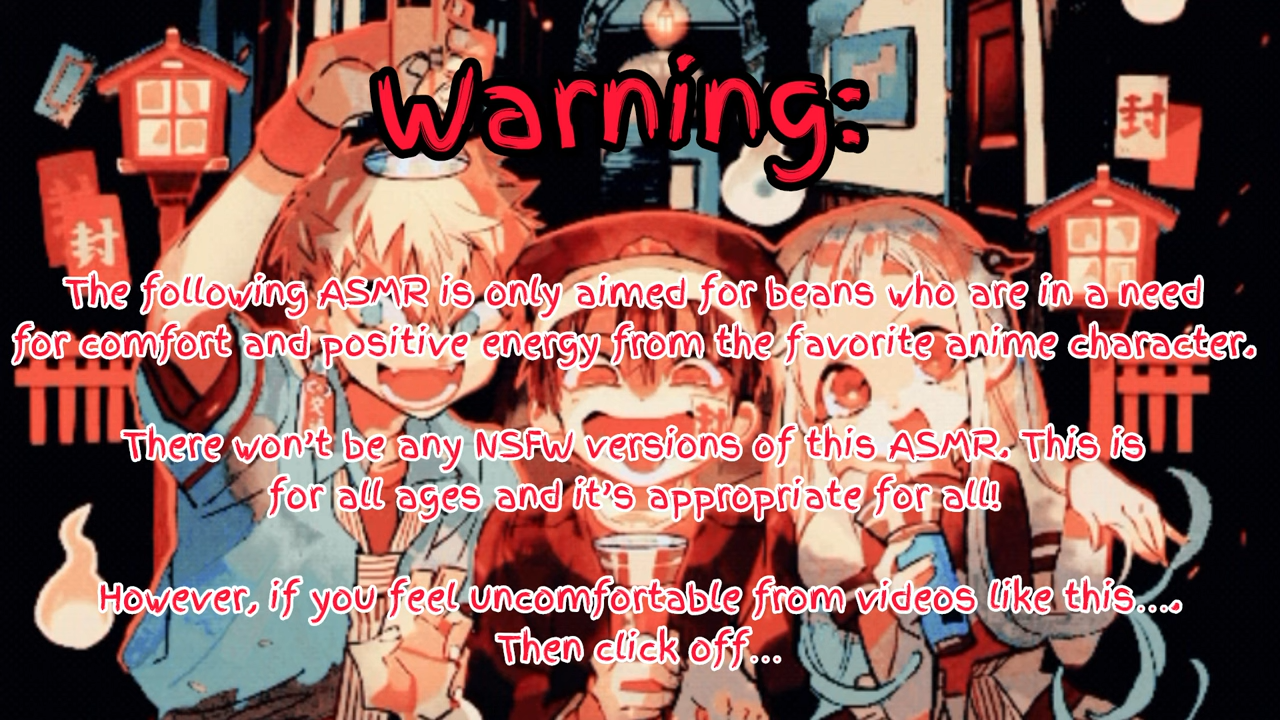 Warning:
封
封
The following ASMR is only aimed for beans who are in a need
for comfort and positive energy from the favorite anime character.
There won't be any NSFW versions of this ASMR. This is
for all ages and it's appropriate for all!
However, if you feel uncomfortable from videos like this....
Then click off...